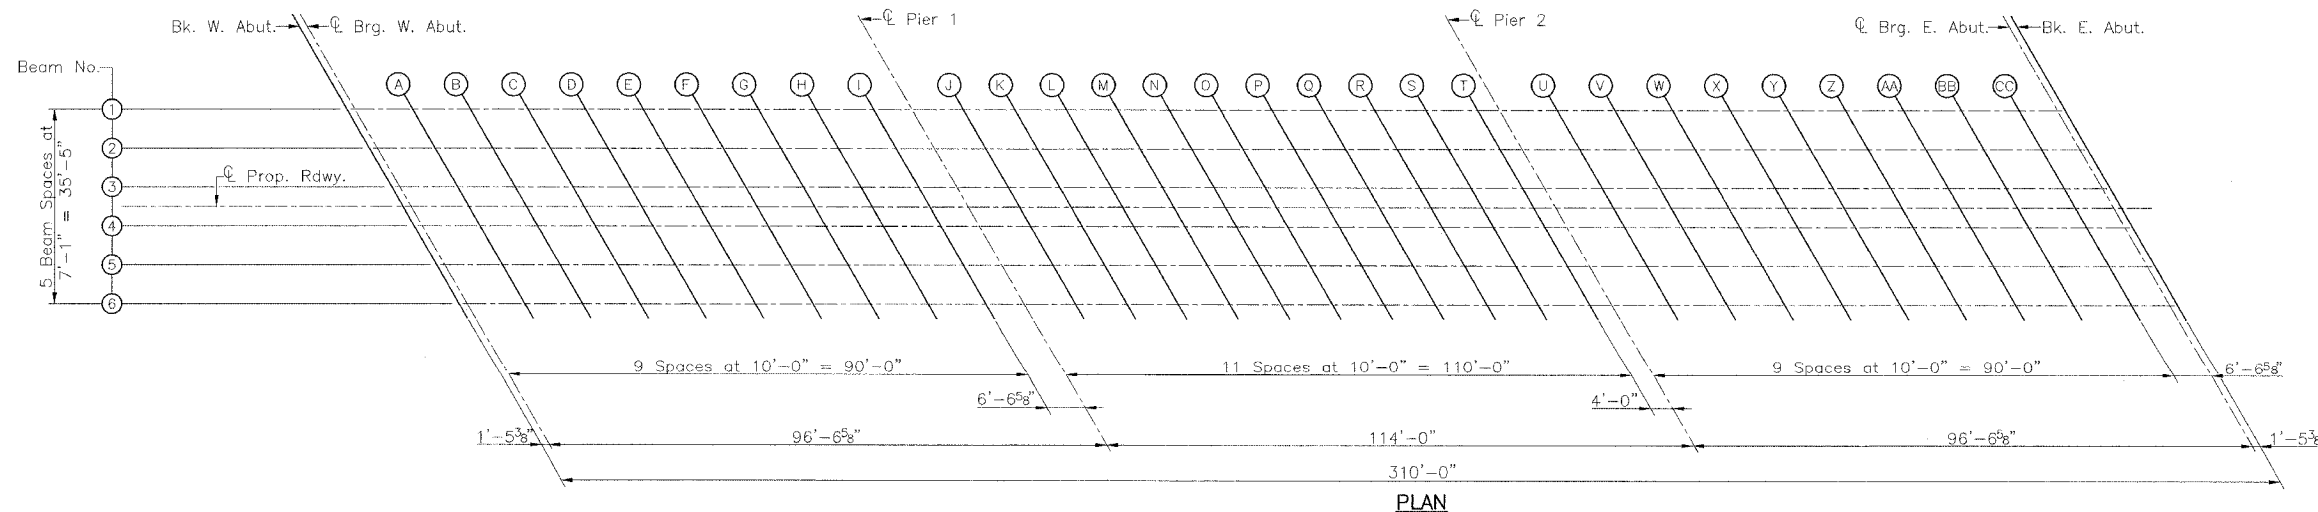 Bk. W. Abut.
℄ Brg. W. Abut.
℄ Pier 1
℄ Pier 2
℄ Brg. E. Abut.
Bk. E. Abut.
Beam No.
A B C D E F G H I J K L M N O P Q R S T U V W X Y Z AA BB CC
1
2
3
4
5
6
5 Beam Spaces at
7'-1" = 35'-5"
℄ Prop. Rdwy.
9 Spaces at 10'-0" = 90'-0"
11 Spaces at 10'-0" = 110'-0"
9 Spaces at 10'-0" = 90'-0"
6'-6⅝"
6'-6⅝"
4'-0"
1'-5⅜"
96'-6⅝"
114'-0"
96'-6⅝"
1'-5⅜
310'-0"
PLAN